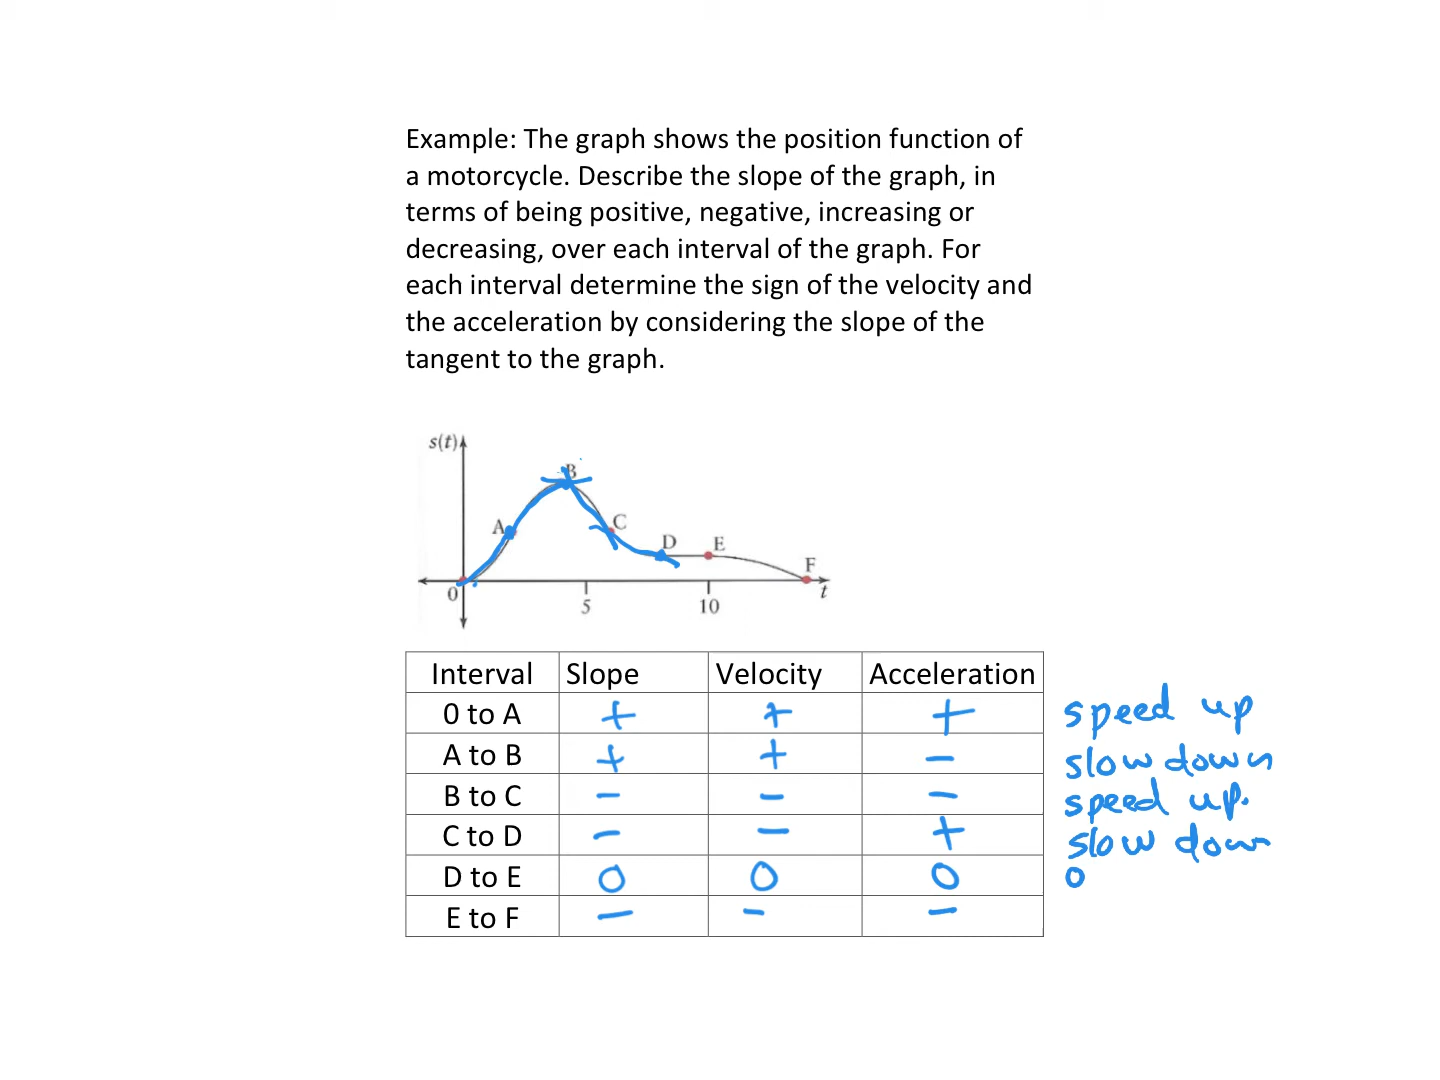 Example: The graph shows the position function of
a motorcycle. Describe the slope of the graph, in
terms of being positive, negative, increasing or
decreasing, over each interval of the graph. For
each interval determine the sign of the velocity and
the acceleration by considering the slope of the
tangent to the graph.
s(t)
B
A
C
D E
F
0 5 10 t
Interval Slope Velocity Acceleration
0 to A + + + speed up
A to B + + − slow down
B to C − − − speed up.
C to D − − + slow down
D to E 0 0 0 0
E to F − − −